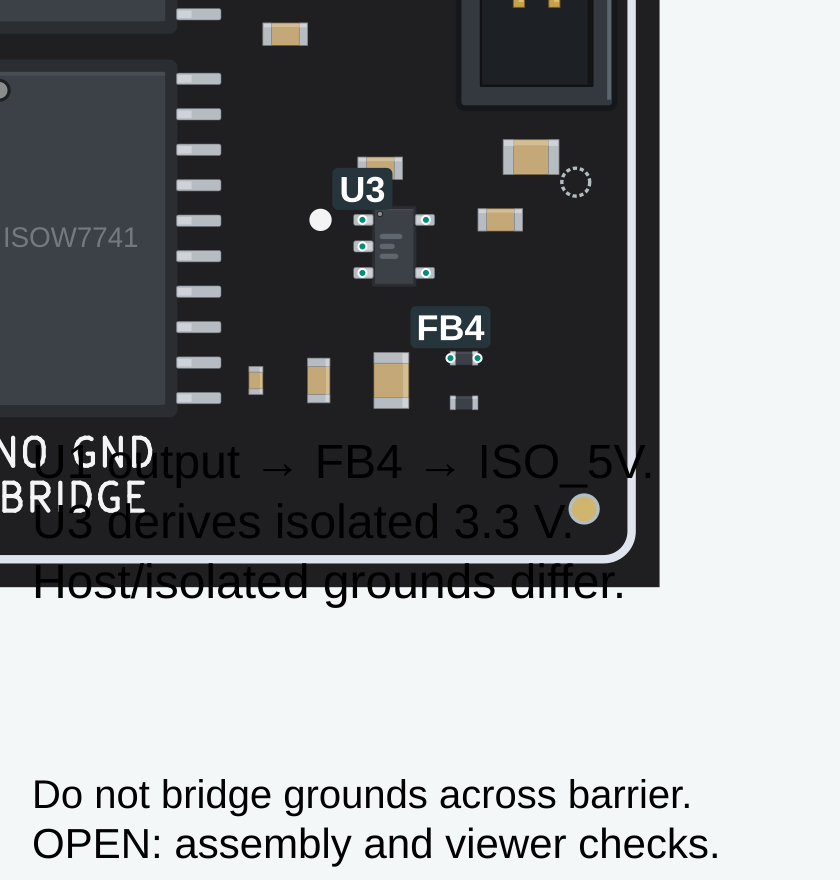 U3
ISOW7741
FB4
NO GND
BRIDGE
U1 output → FB4 → ISO_5V.
U3 derives isolated 3.3 V.
Host/isolated grounds differ.
Do not bridge grounds across barrier.
OPEN: assembly and viewer checks.